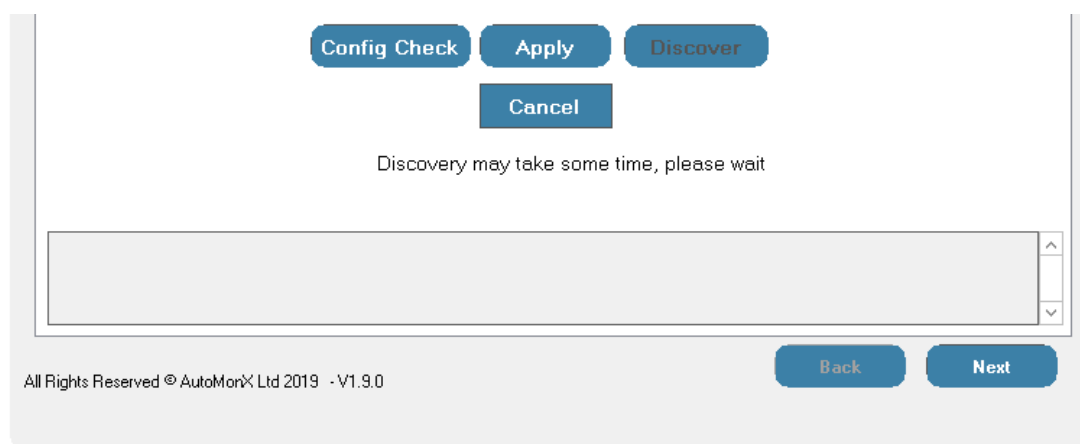 Config Check Apply Discover
Cancel
Discovery may take some time, please wait
Back Next
All Rights Reserved © AutoMonX Ltd 2019 - V1.9.0